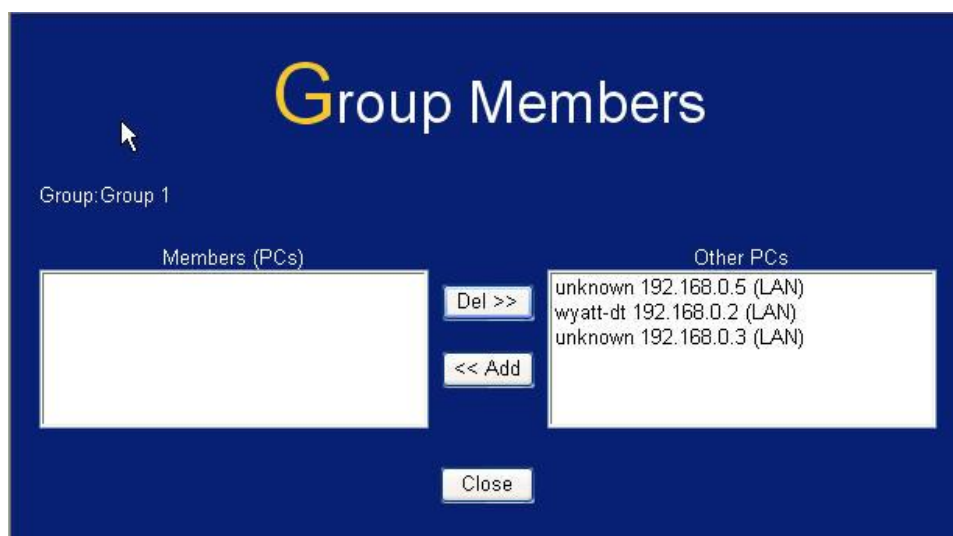 Group Members
Group:Group 1
Members (PCs)
Other PCs
Del >>
<< Add
unknown 192.168.0.5 (LAN)
wyatt-dt 192.168.0.2 (LAN)
unknown 192.168.0.3 (LAN)
Close